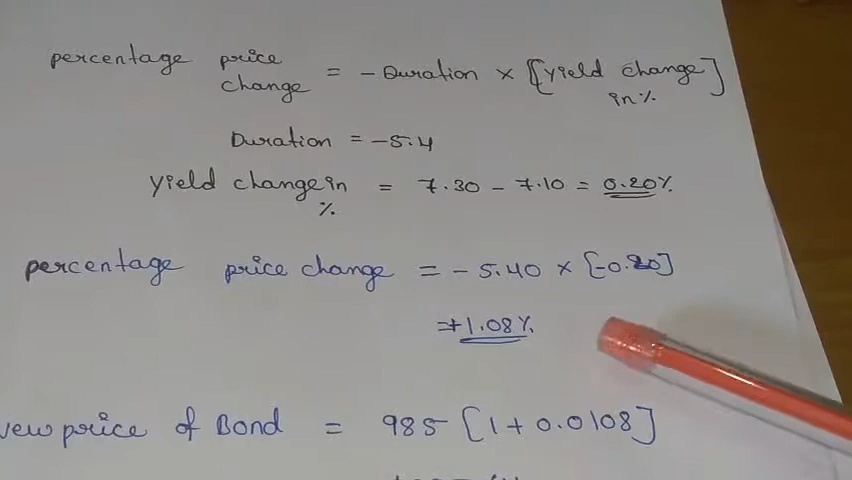 percentage price change = - Duration × [yield change in %]
Duration = -5.4
yield change in % = 7.30 - 7.10 = 0.20%
percentage price change = - 5.40 × [-0.20]
⇒ +1.08%
new price of Bond = 985 [1 + 0.0108]